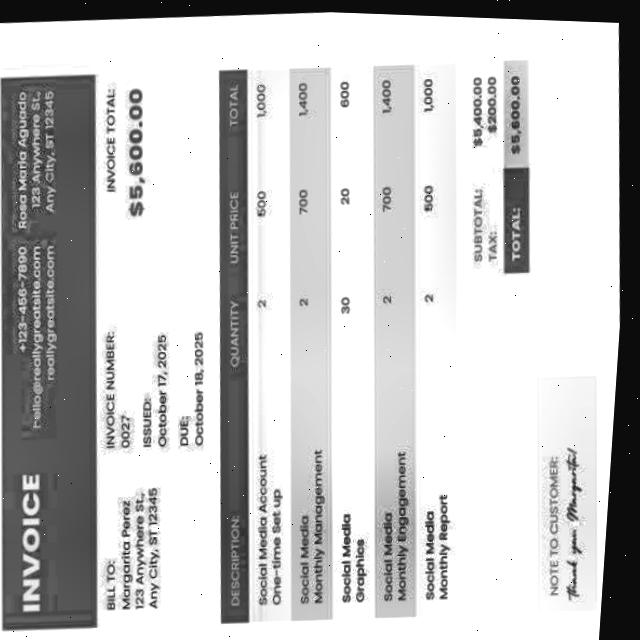 INVOICE
+123-456-7890
hello@reallygreatsite.com
reallygreatsite.com
Rosa Maria Aguado
123 Anywhere St.,
Any City, ST 12345
BILL TO:
Margarita Perez
123 Anywhere St.,
Any City, ST 12345
INVOICE NUMBER:
0027
ISSUED:
October 17, 2025
DUE:
October 18, 2025
INVOICE TOTAL:
$5,600.00
DESCRIPTION: QUANTITY UNIT PRICE TOTAL
Social Media Account
One-time Set up 2 500 1,000
Social Media
Monthly Management 2 700 1,400
Social Media
Graphics 30 20 600
Social Media
Monthly Engagement 2 700 1,400
Social Media
Monthly Report 2 500 1,000
SUBTOTAL: $5,400.00
TAX: $200.00
TOTAL: $5,600.00
NOTE TO CUSTOMER:
Thank you, Margarita!